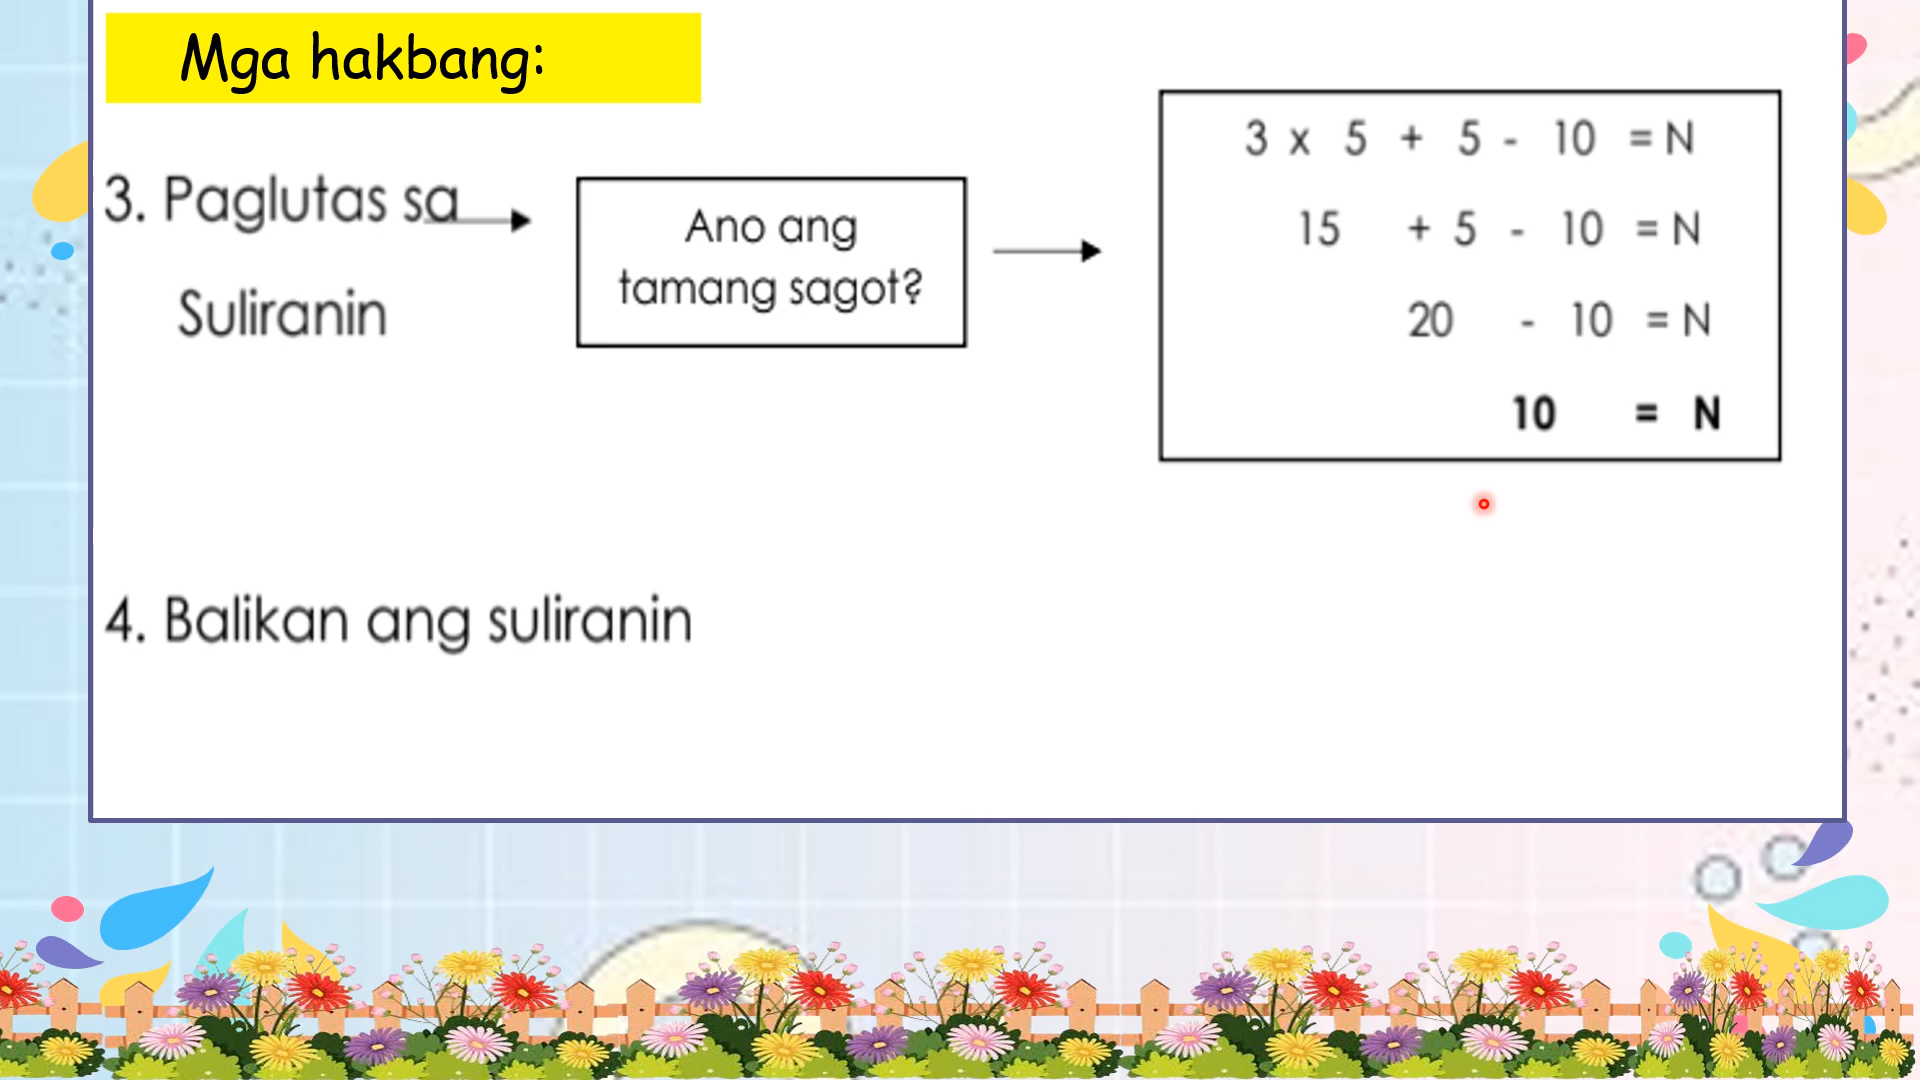 Mga hakbang:
3. Paglutas sa
Suliranin
Ano ang
tamang sagot?
3 x 5 + 5 - 10 = N
15 + 5 - 10 = N
20 - 10 = N
10 = N
4. Balikan ang suliranin